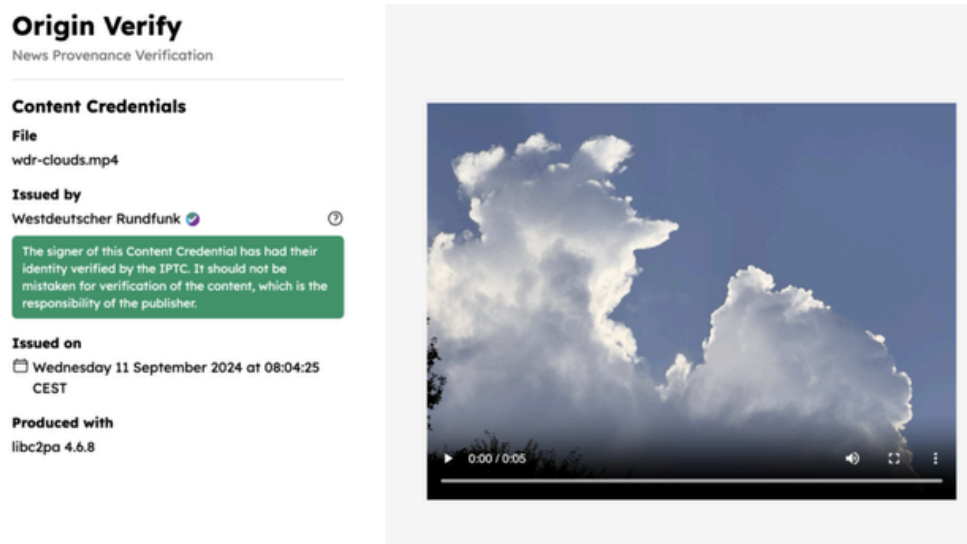 Origin Verify
News Provenance Verification
Content Credentials
File
wdr-clouds.mp4
Issued by
Westdeutscher Rundfunk
The signer of this Content Credential has had their
identity verified by the IPTC. It should not be
mistaken for verification of the content, which is the
responsibility of the publisher.
Issued on
Wednesday 11 September 2024 at 08:04:25
CEST
Produced with
libc2pa 4.6.8
0:00 / 0:05